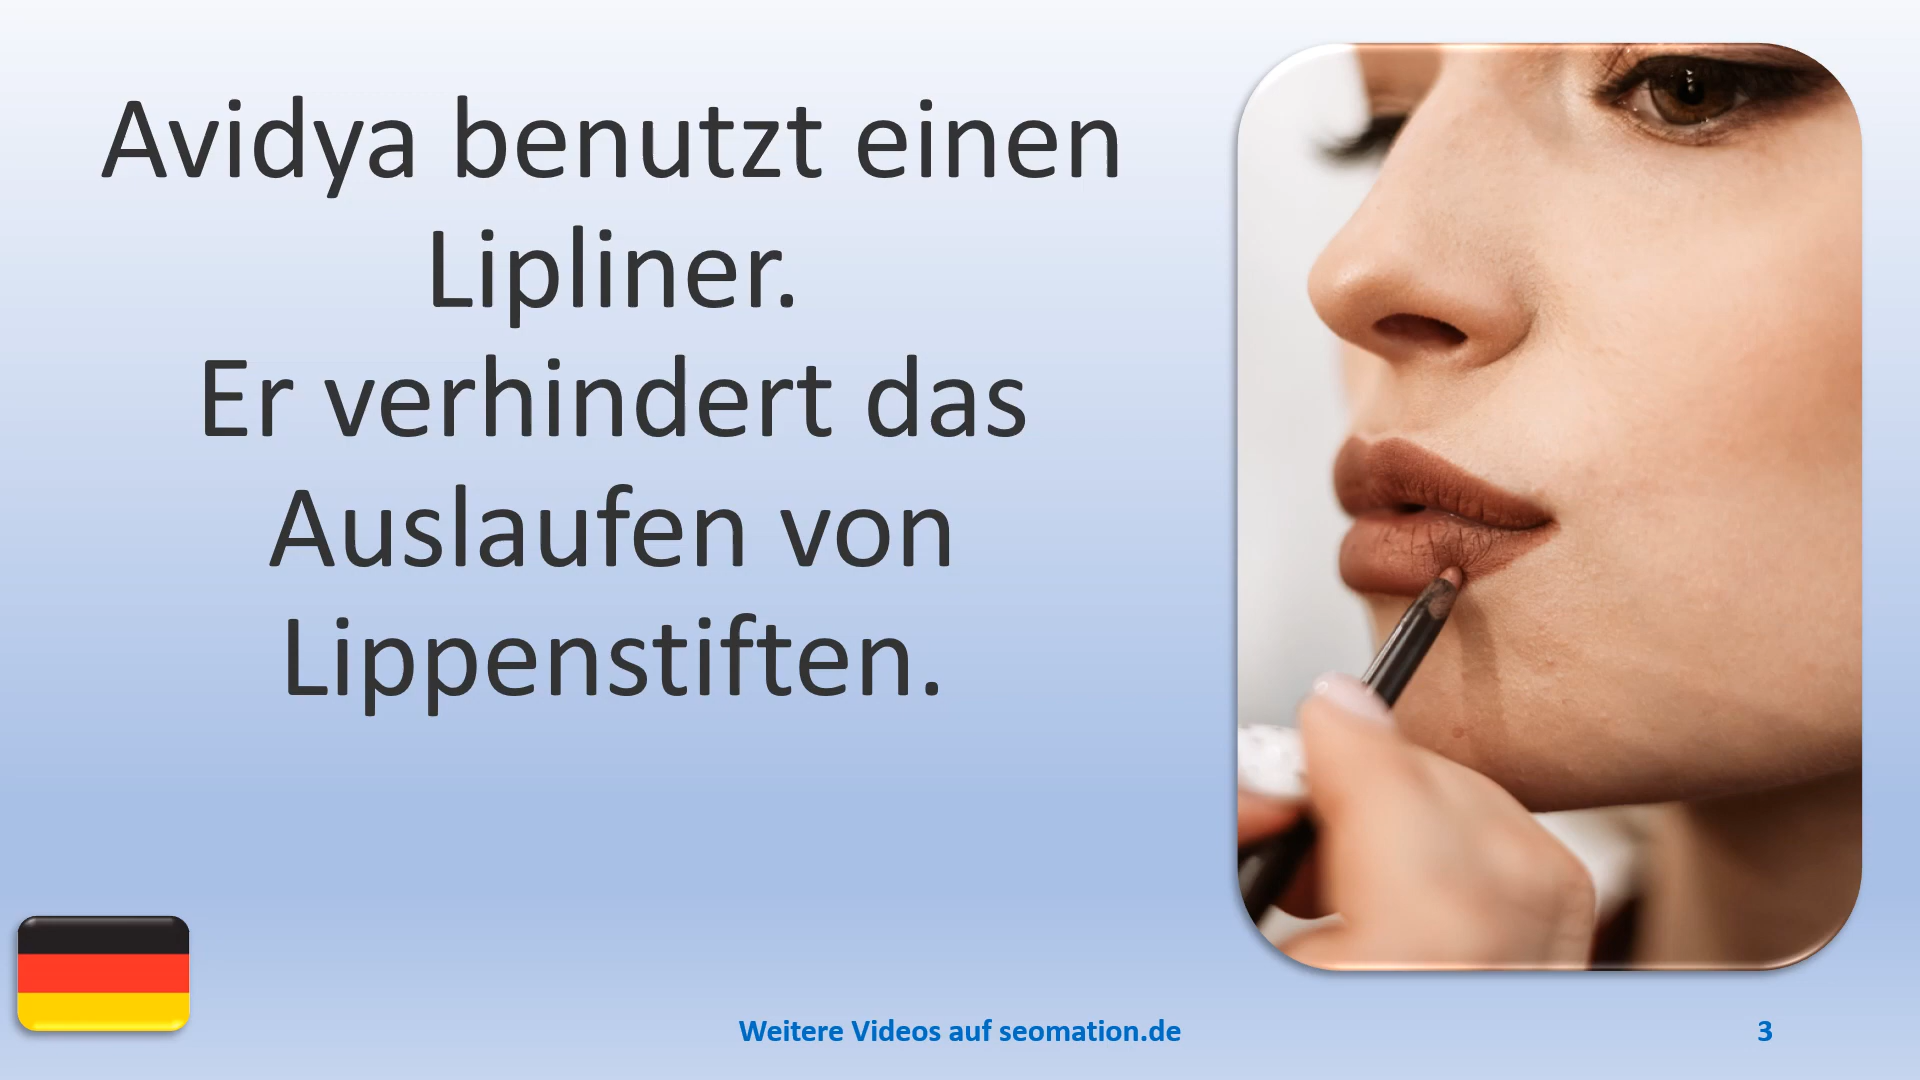 Avidya benutzt einen
Lipliner.
Er verhindert das
Auslaufen von
Lippenstiften.
Weitere Videos auf seomation.de
3